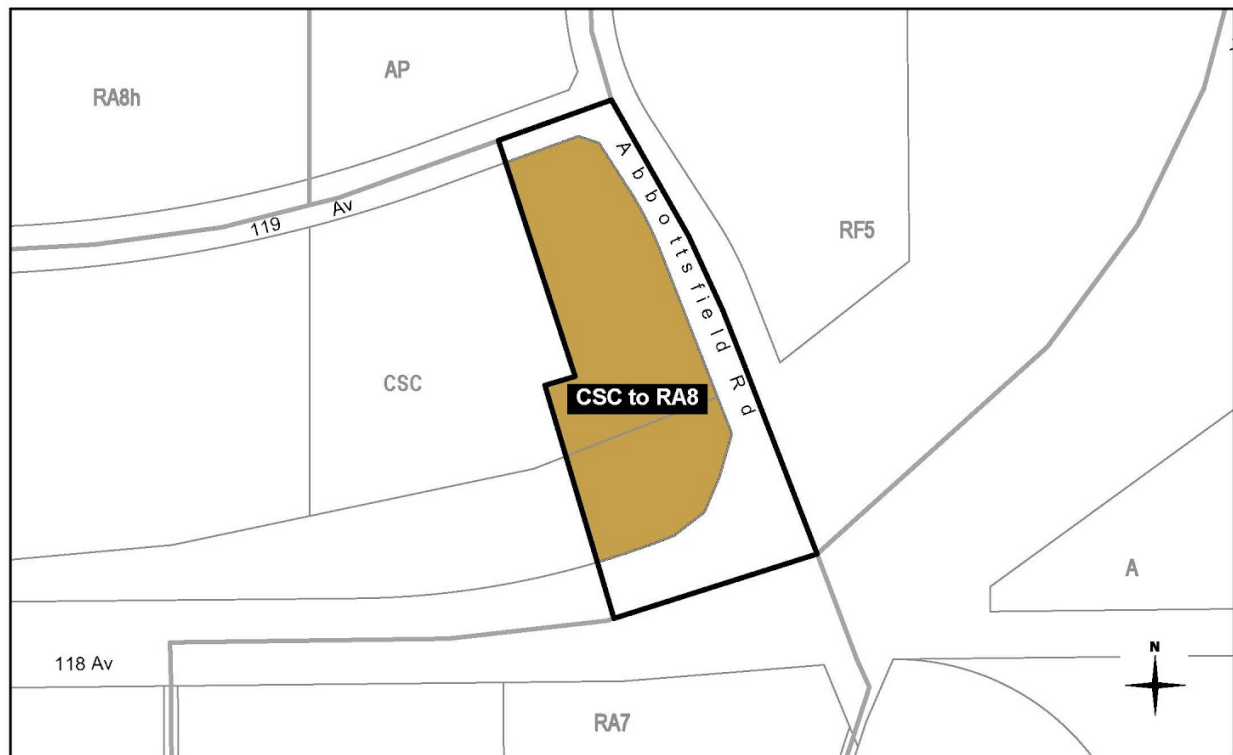 AP
RA8h
119 Av
Abbottsfield Rd
RF5
CSC
CSC to RA8
A
118 Av
N
RA7